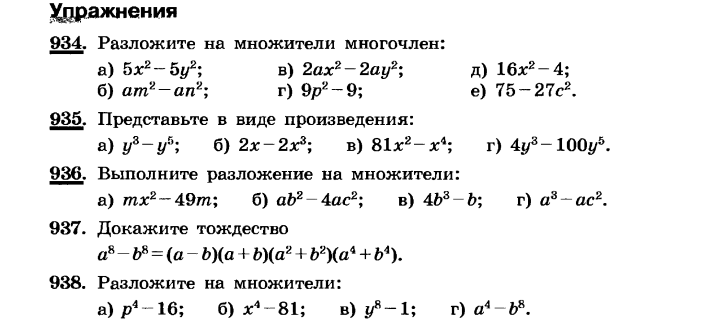 Упражнения
934. Разложите на множители многочлен:
а) 5x²−5y²; в) 2ax²−2ay²; д) 16x²−4;
б) am²−an²; г) 9p²−9; е) 75−27c².
935. Представьте в виде произведения:
а) y³−y⁵; б) 2x−2x³; в) 81x²−x⁴; г) 4y³−100y⁵.
936. Выполните разложение на множители:
а) mx²−49m; б) ab²−4ac²; в) 4b³−b; г) a³−ac².
937. Докажите тождество
a⁸−b⁸=(a−b)(a+b)(a²+b²)(a⁴+b⁴).
938. Разложите на множители:
а) p⁴−16; б) x⁴−81; в) y⁸−1; г) a⁴−b⁸.